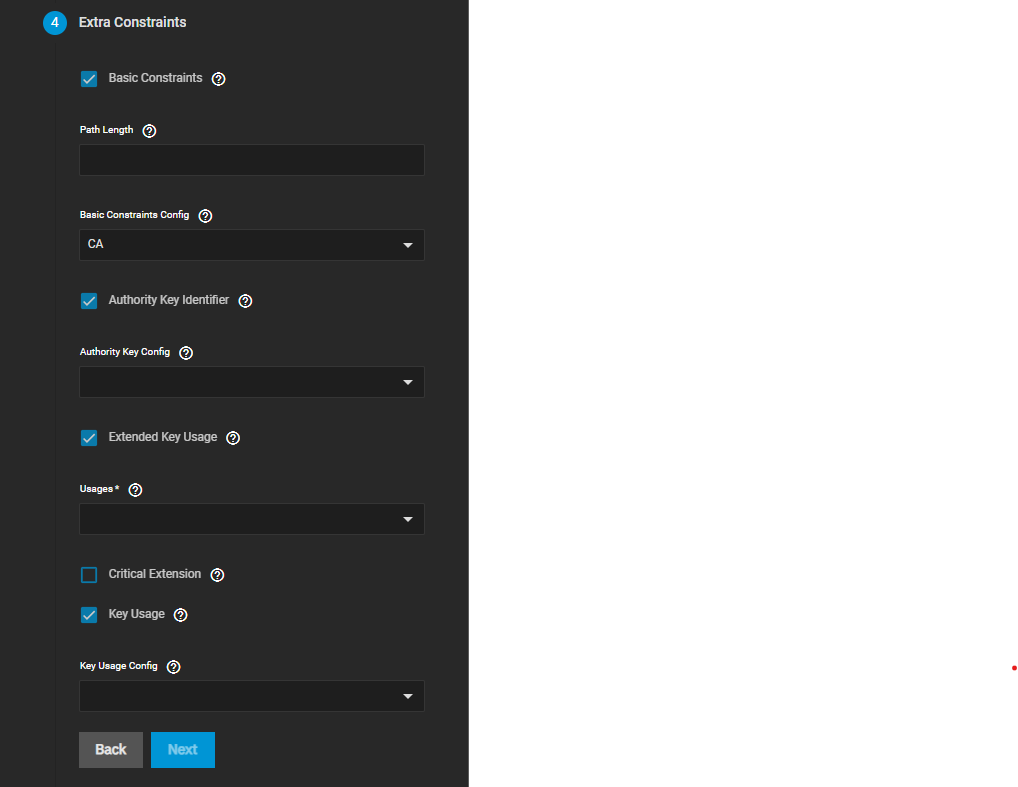 4 Extra Constraints
Basic Constraints
Path Length
Basic Constraints Config
CA
Authority Key Identifier
Authority Key Config
Extended Key Usage
Usages *
Critical Extension
Key Usage
Key Usage Config
Back Next